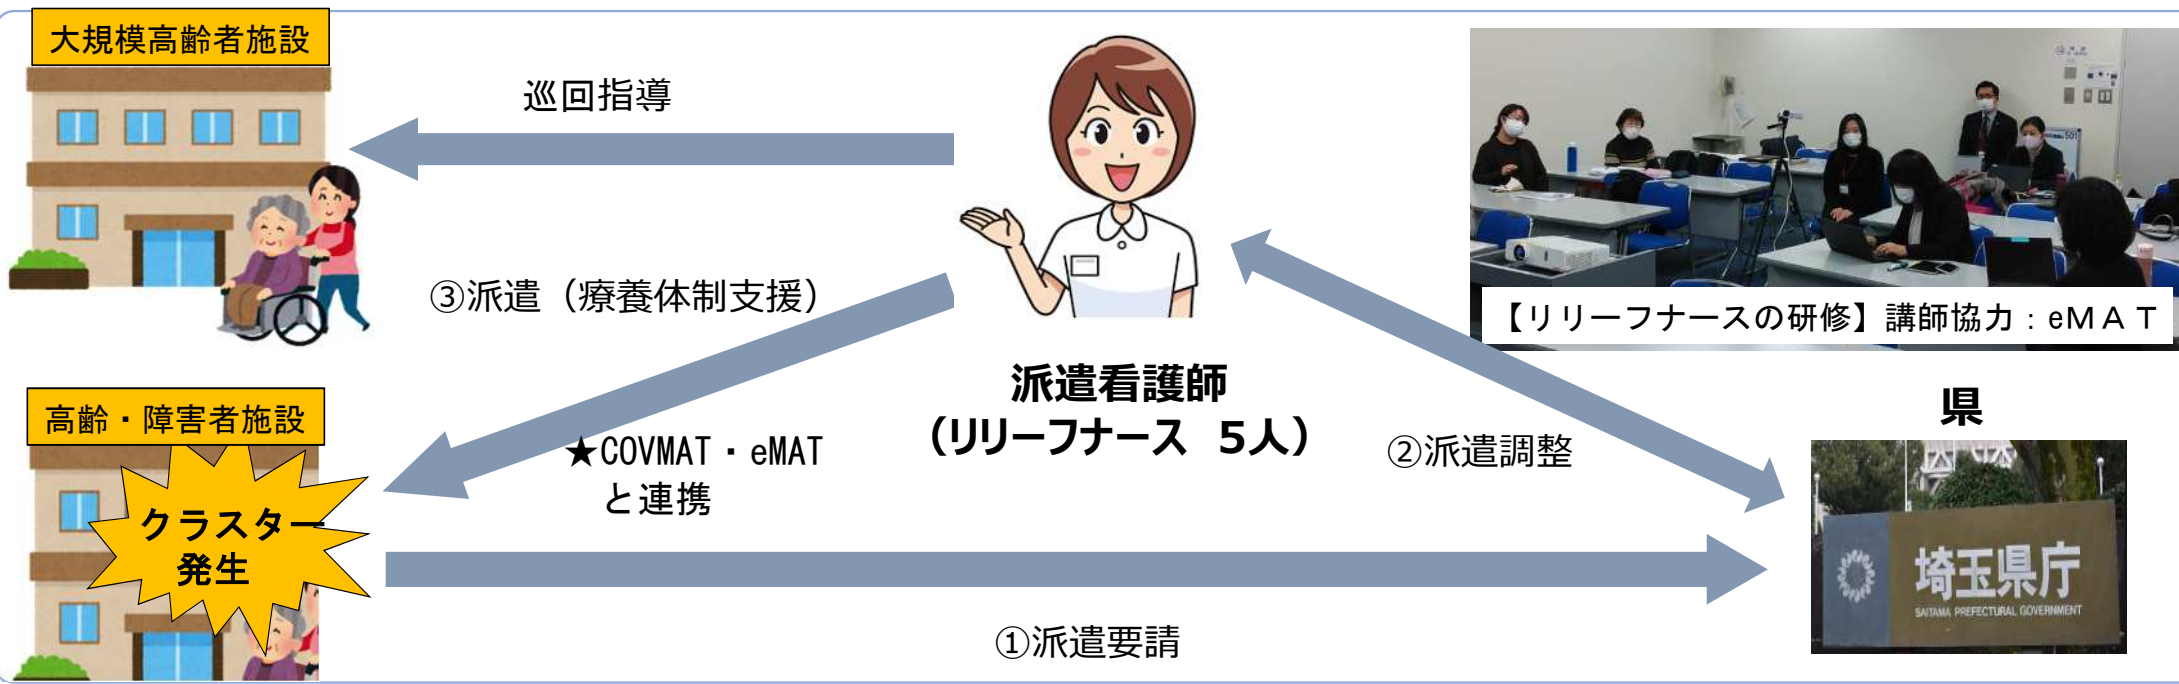 大規模高齢者施設
巡回指導
501
【リリーフナースの研修】講師協力：eMAT
③派遣（療養体制支援）
派遣看護師
（リリーフナース　5人）
県
高齢・障害者施設
クラスター
発生
★COVMAT・eMAT
と連携
②派遣調整
埼玉県庁
SAITAMA PREFECTURAL GOVERNMENT
①派遣要請